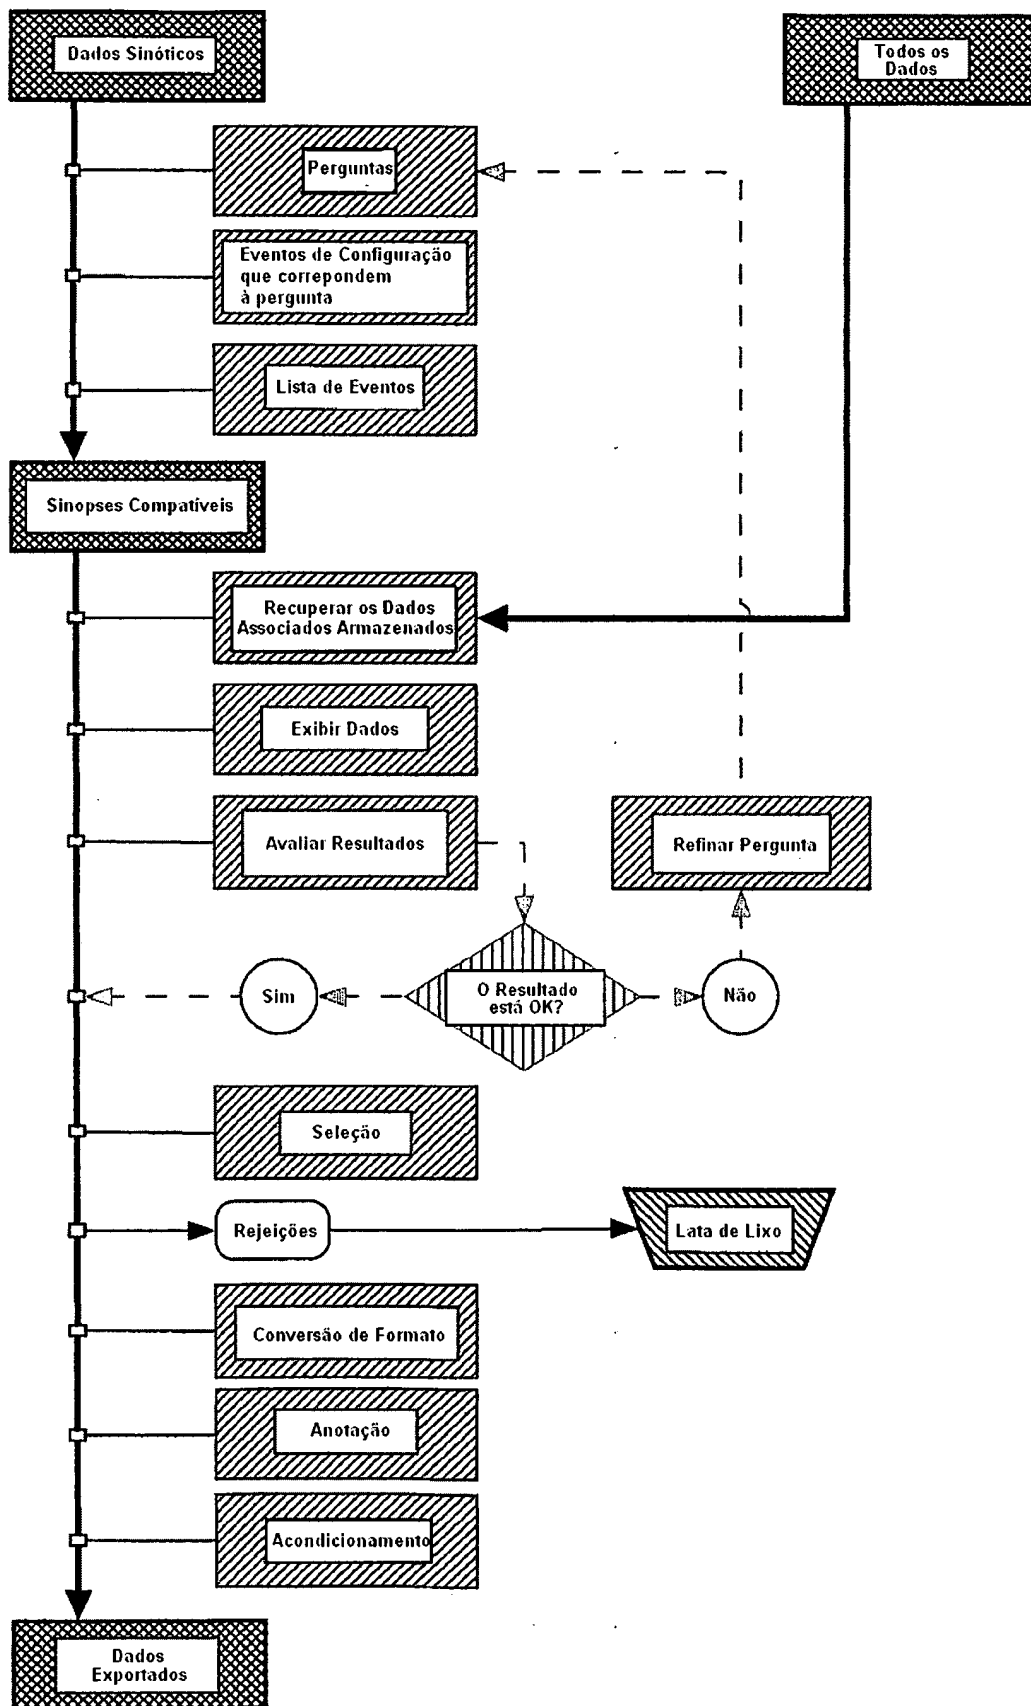 Dados Sinóticos
Todos os
Dados
Perguntas
Eventos de Configuração
que correpondem
à pergunta
Lista de Eventos
Sinopses Compatíveis
Recuperar os Dados
Associados Armazenados
Exibir Dados
Avaliar Resultados
Refinar Pergunta
Sim
O Resultado
está OK?
Não
Seleção
Rejeições
Lata de Lixo
Conversão de Formato
Anotação
Acondicionamento
Dados
Exportados